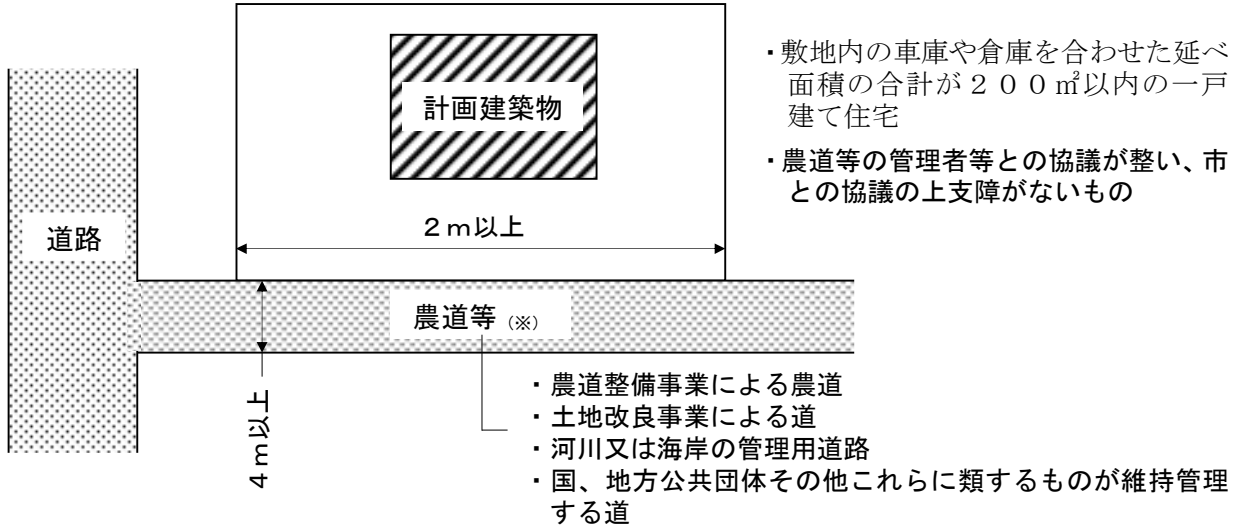 ・敷地内の車庫や倉庫を合わせた延べ
面積の合計が２００㎡以内の一戸
建て住宅
計画建築物
・農道等の管理者等との協議が整い、市
との協議の上支障がないもの
道路
２ｍ以上
農道等（※）
４ｍ以上
・農道整備事業による農道
・土地改良事業による道
・河川又は海岸の管理用道路
・国、地方公共団体その他これらに類するものが維持管理
する道